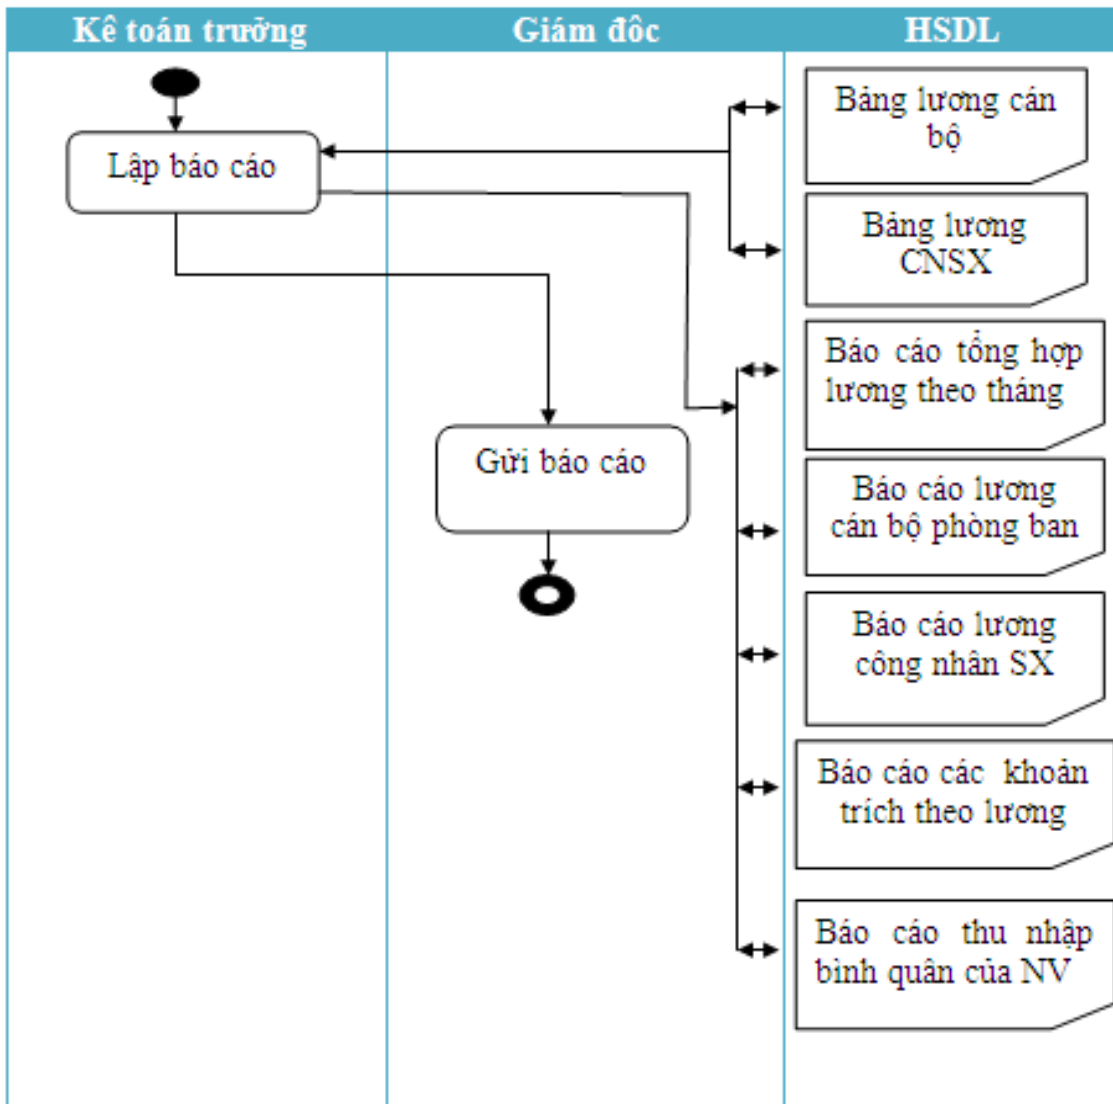 Kê toán trưởng
Giám đôc
HSDL
Bảng lương cán
bộ
Lập báo cáo
Bảng lương
CNSX
Báo cáo tổng hợp
lương theo tháng
Gửi báo cáo
Báo cáo lương
cán bộ phòng ban
Báo cáo lương
công nhân SX
Báo cáo các khoản
trích theo lương
Báo cáo thu nhập
bình quân của NV